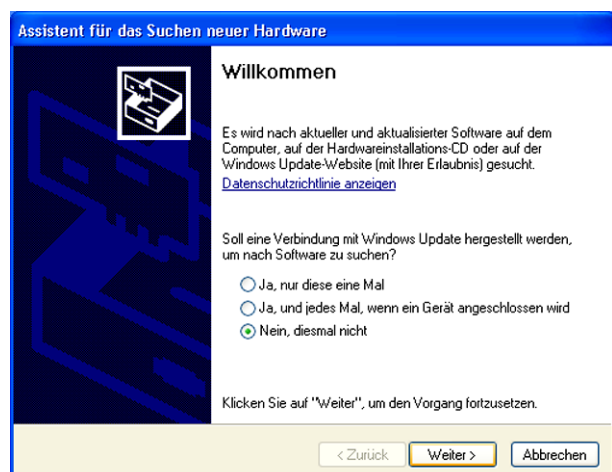 Assistent für das Suchen neuer Hardware
Willkommen
Es wird nach aktueller und aktualisierter Software auf dem
Computer, auf der Hardwareinstallations-CD oder auf der
Windows Update-Website (mit Ihrer Erlaubnis) gesucht.
Datenschutzrichtlinie anzeigen
Soll eine Verbindung mit Windows Update hergestellt werden,
um nach Software zu suchen?
Ja, nur diese eine Mal
Ja, und jedes Mal, wenn ein Gerät angeschlossen wird
Nein, diesmal nicht
Klicken Sie auf "Weiter", um den Vorgang fortzusetzen.
< Zurück Weiter > Abbrechen